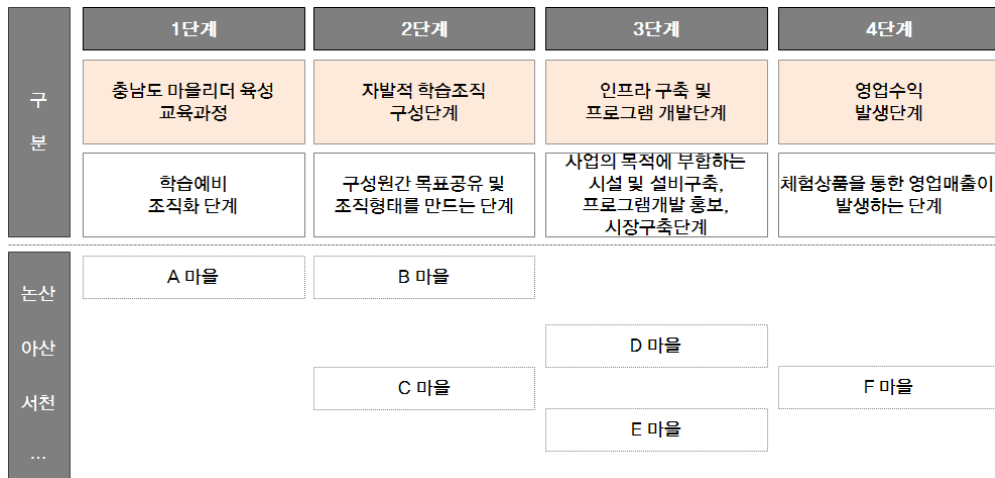 1단계
2단계
3단계
4단계
구
분
충남도 마을리더 육성
교육과정
자발적 학습조직
구성단계
인프라 구축 및
프로그램 개발단계
영업수익
발생단계
학습예비
조직화 단계
구성원간 목표공유 및
조직형태를 만드는 단계
사업의 목적에 부합하는
시설 및 설비구축,
프로그램개발 홍보,
시장구축단계
체험상품을 통한 영업매출이
발생하는 단계
논산
아산
서천
...
A 마을
B 마을
D 마을
C 마을
F 마을
E 마을